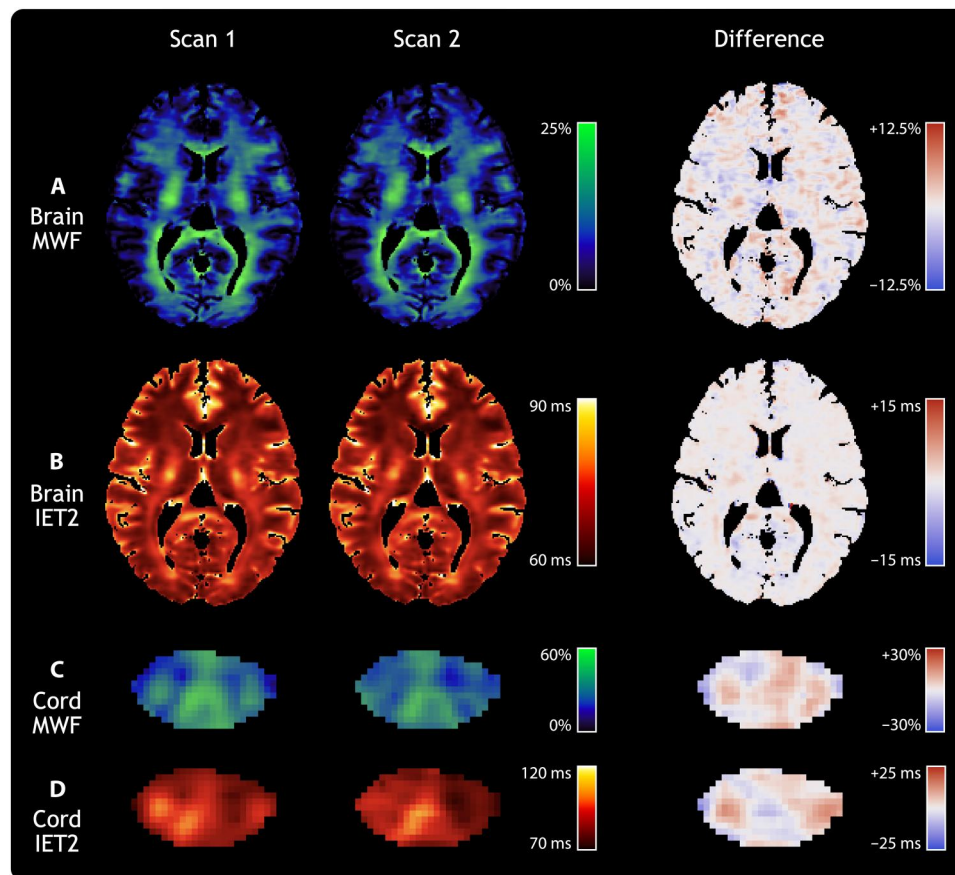 Scan 1
Scan 2
Difference
A
Brain
MWF
25%
0%
+12.5%
−12.5%
B
Brain
IET2
90 ms
60 ms
+15 ms
−15 ms
C
Cord
MWF
60%
0%
+30%
−30%
D
Cord
IET2
120 ms
70 ms
+25 ms
−25 ms